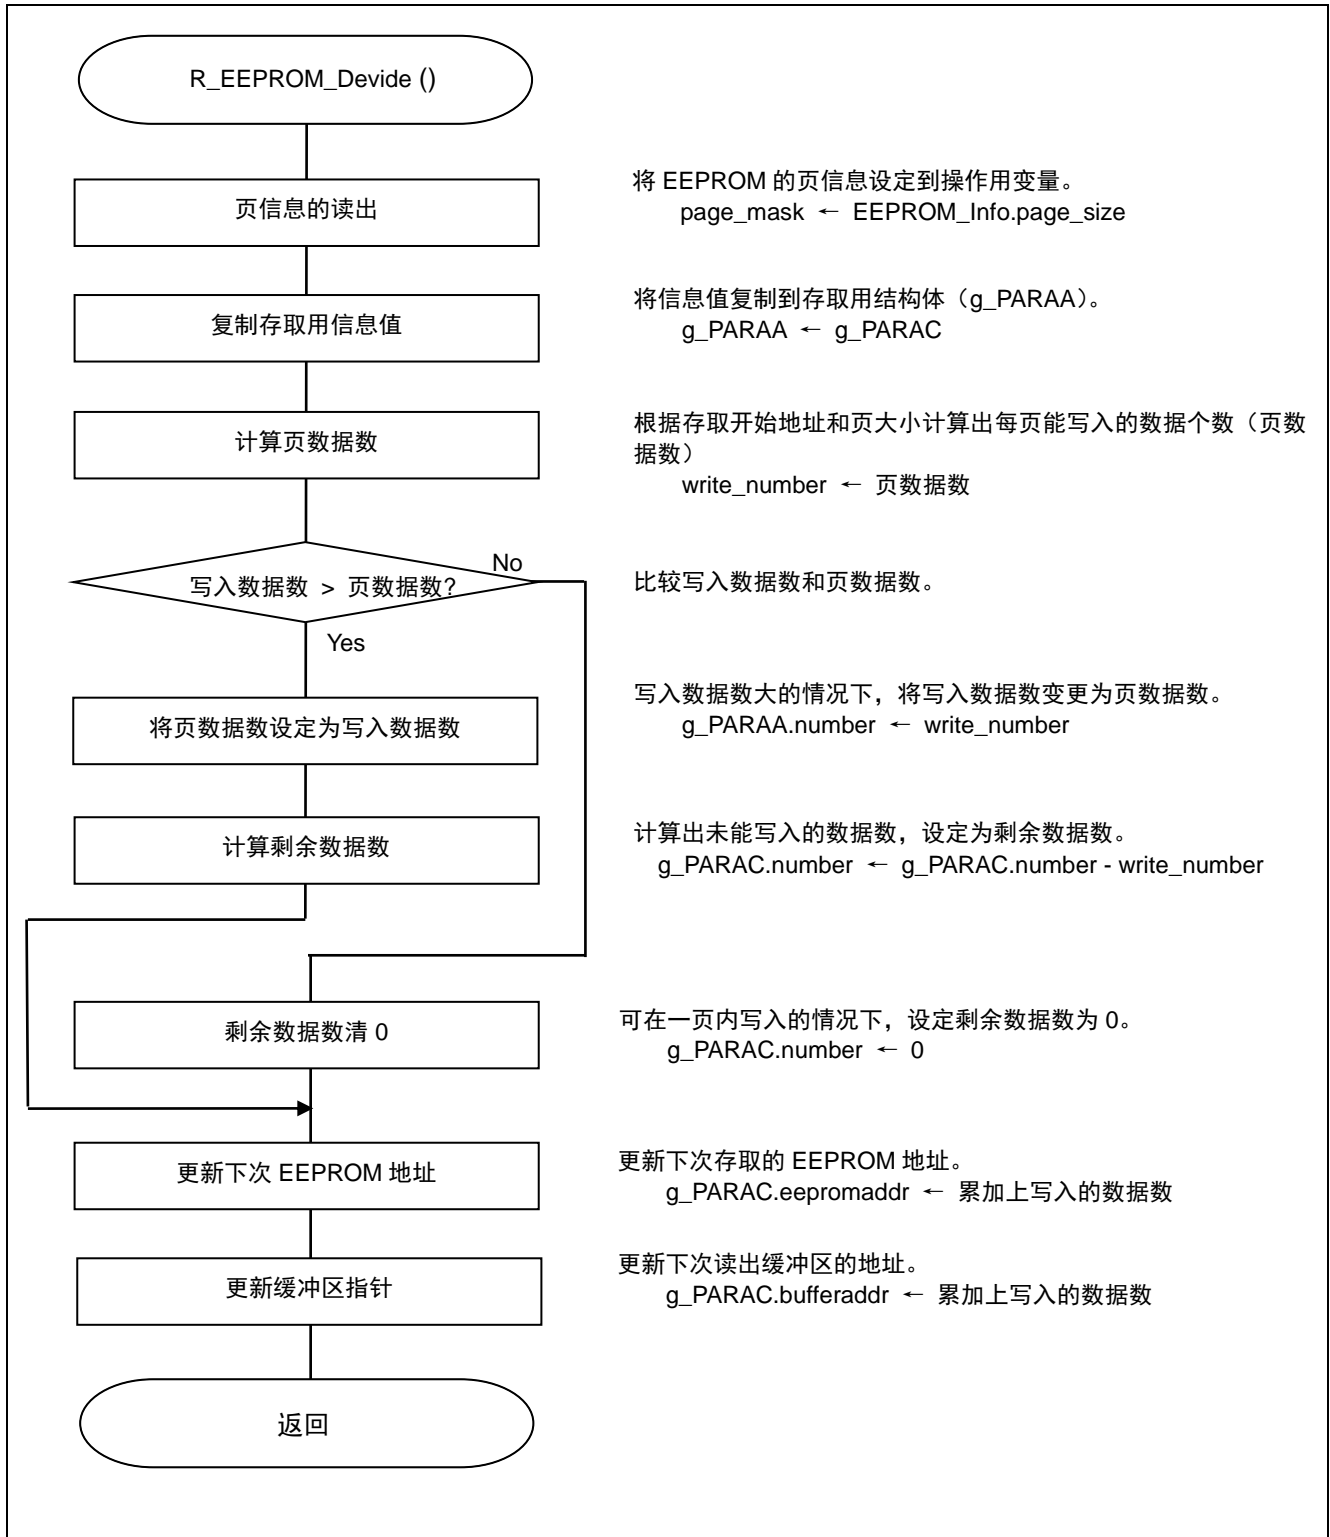 R_EEPROM_Devide ()
页信息的读出
将 EEPROM 的页信息设定到操作用变量。
page_mask ← EEPROM_Info.page_size
复制存取用信息值
将信息值复制到存取用结构体（g_PARAA）。
g_PARAA ← g_PARAC
计算页数据数
根据存取开始地址和页大小计算出每页能写入的数据个数（页数
据数）
write_number ← 页数据数
写入数据数 > 页数据数？
No
比较写入数据数和页数据数。
Yes
将页数据数设定为写入数据数
写入数据数大的情况下，将写入数据数变更为页数据数。
g_PARAA.number ← write_number
计算剩余数据数
计算出未能写入的数据数，设定为剩余数据数。
g_PARAC.number ← g_PARAC.number - write_number
剩余数据数清 0
可在一页内写入的情况下，设定剩余数据数为 0。
g_PARAC.number ← 0
更新下次 EEPROM 地址
更新下次存取的 EEPROM 地址。
g_PARAC.eepromaddr ← 累加上写入的数据数
更新缓冲区指针
更新下次读出缓冲区的地址。
g_PARAC.bufferaddr ← 累加上写入的数据数
返回